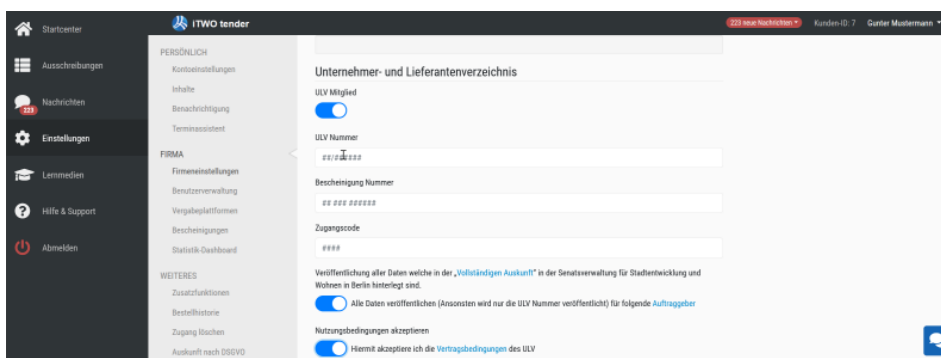 iTWO tender
223 neue Nachrichten
Kunden-ID: 7
Gunter Mustermann
Startcenter
Ausschreibungen
Nachrichten
223
Einstellungen
Lernmedien
Hilfe & Support
Abmelden
PERSÖNLICH
Kontoeinstellungen
Inhalte
Benachrichtigung
Terminassistent
FIRMA
Firmeneinstellungen
Benutzerverwaltung
Vergabeplattformen
Bescheinigungen
Statistik-Dashboard
WEITERES
Zusatzfunktionen
Bestellhistorie
Zugang löschen
Auskunft nach DSGVO
Unternehmer- und Lieferantenverzeichnis
ULV Mitglied
ULV Nummer
##/######
Bescheinigung Nummer
## ### ######
Zugangscode
####
Veröffentlichung aller Daten welche in der „Vollständigen Auskunft" in der Senatsverwaltung für Stadtentwicklung und
Wohnen in Berlin hinterlegt sind.
Alle Daten veröffentlichen (Ansonsten wird nur die ULV Nummer veröffentlicht) für folgende Auftraggeber
Nutzungsbedingungen akzeptieren
Hiermit akzeptiere ich die Vertragsbedingungen des ULV